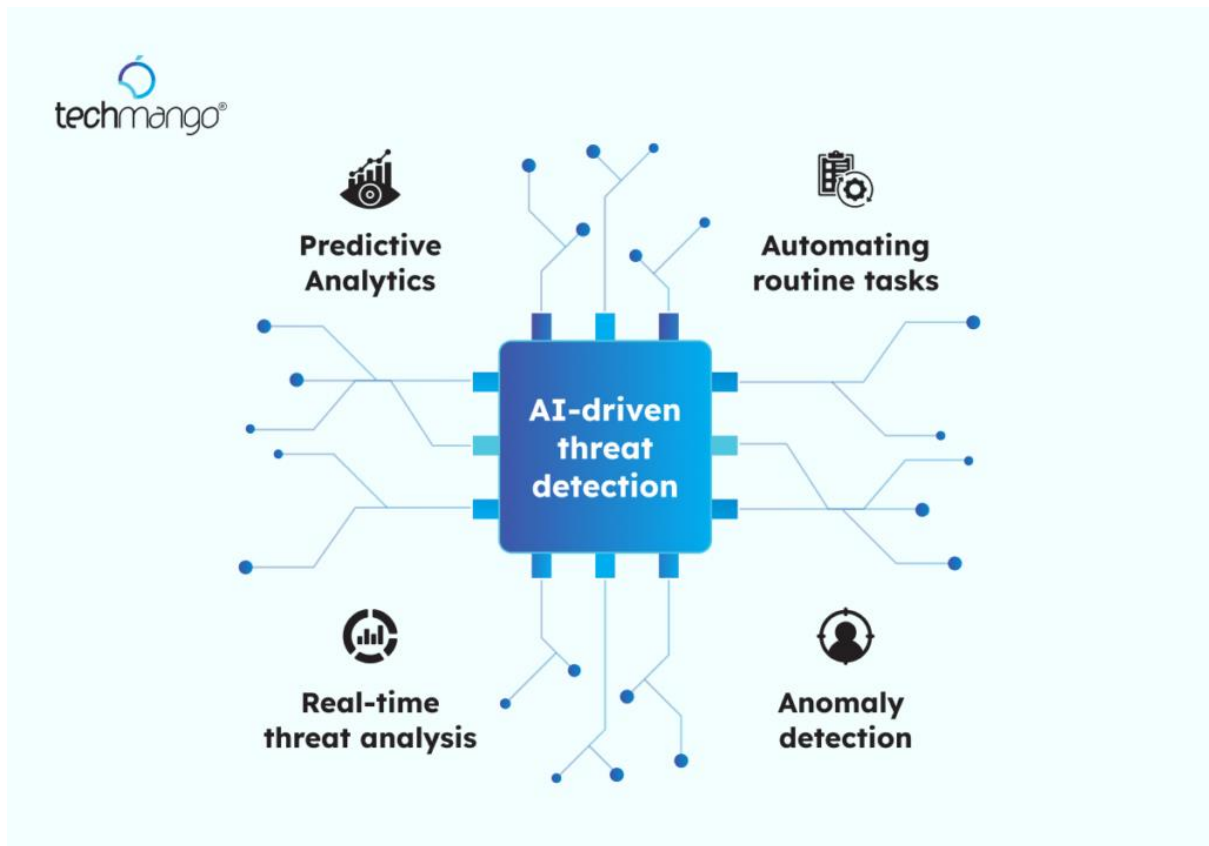 techmango®
Predictive
Analytics
Automating
routine tasks
AI-driven
threat
detection
Real-time
threat analysis
Anomaly
detection